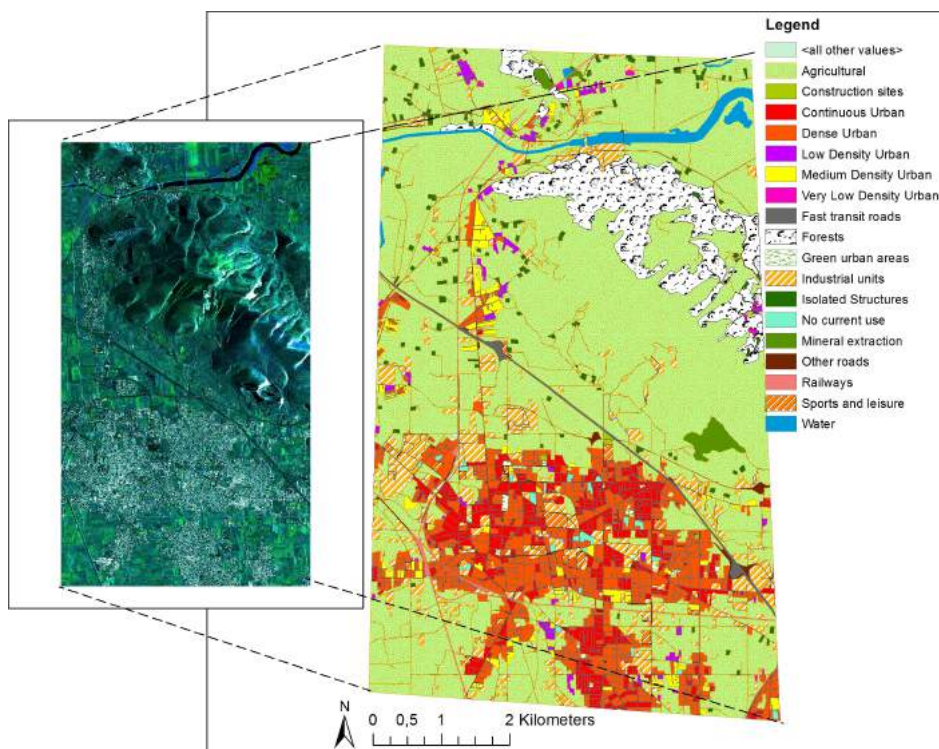 Legend
<all other values>
Agricultural
Construction sites
Continuous Urban
Dense Urban
Low Density Urban
Medium Density Urban
Very Low Density Urban
Fast transit roads
Forests
Green urban areas
Industrial units
Isolated Structures
No current use
Mineral extraction
Other roads
Railways
Sports and leisure
Water
N
0 0,5 1 2 Kilometers